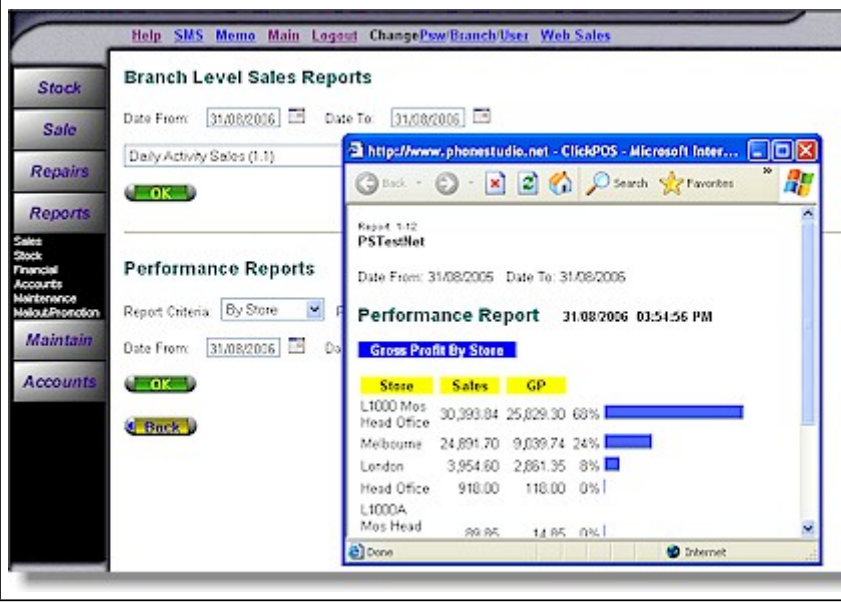 Help SMS Memo Main Logout ChangePsw/Branch/User Web Sales
Stock
Sale
Repairs
Reports
Sales
Stock
Financial
Accounts
Maintenance
Mailout/Promotion
Maintain
Accounts
Branch Level Sales Reports
Date From: 31/08/2006 Date To: 31/08/2006
Daily Activity Sales (1.1)
OK
Performance Reports
Report Criteria: By Store
Date From: 31/08/2006
OK
Back
http://www.phonestudio.net - ClickPOS - Microsoft Inter...
Back Search Favorites »
Report 1-12
PSTestNet
Date From: 31/08/2005 Date To: 31/08/2006
Performance Report 31/08/2006 03:54:56 PM
Gross Profit By Store
Store Sales GP
L1000 Mos
Head Office 30,393.84 25,829.30 68%
Melbourne 24,891.70 9,039.74 24%
London 3,954.60 2,861.35 8%
Head Office 918.00 118.00 0%
L1000A
Mos Head 89.85 14.85 0%
Done Internet